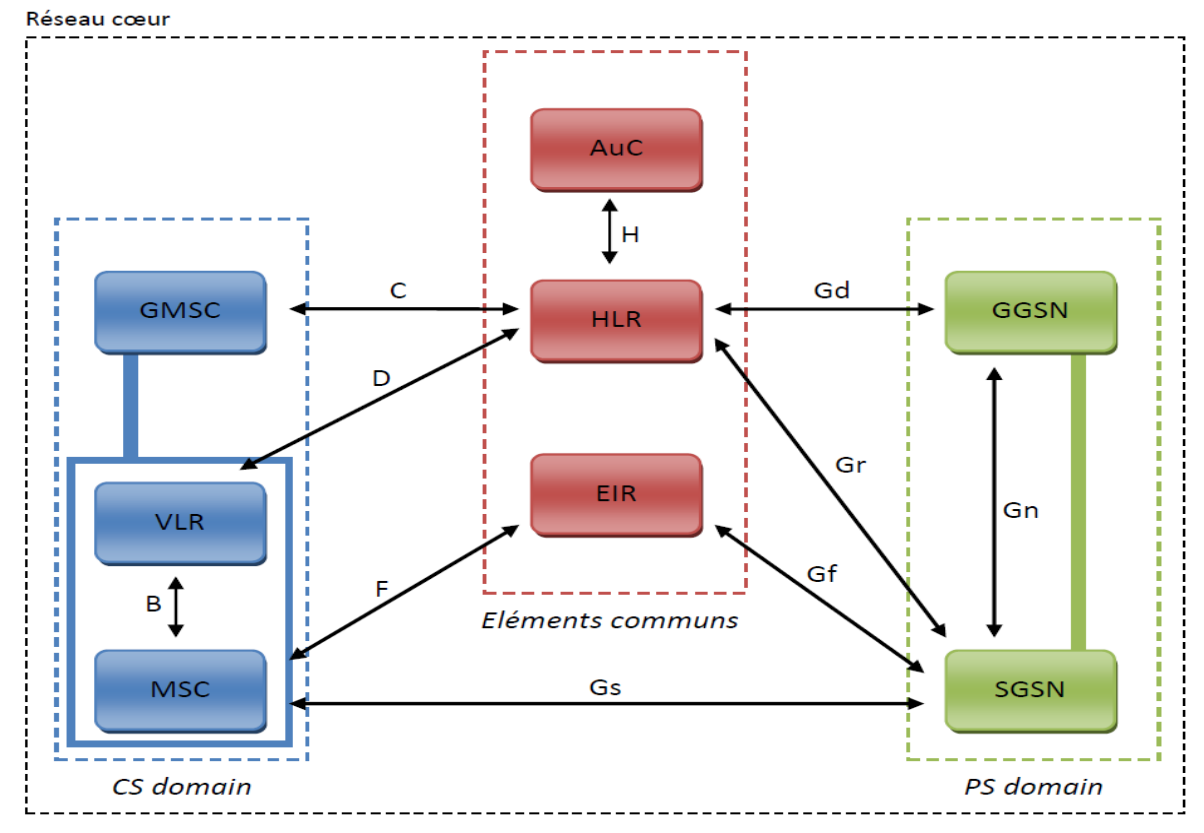 Réseau cœur
AuC
H
GMSC
C
HLR
Gd
GGSN
D
Gr
EIR
Gn
VLR
B
F
Gf
Eléments communs
MSC
Gs
SGSN
CS domain
PS domain